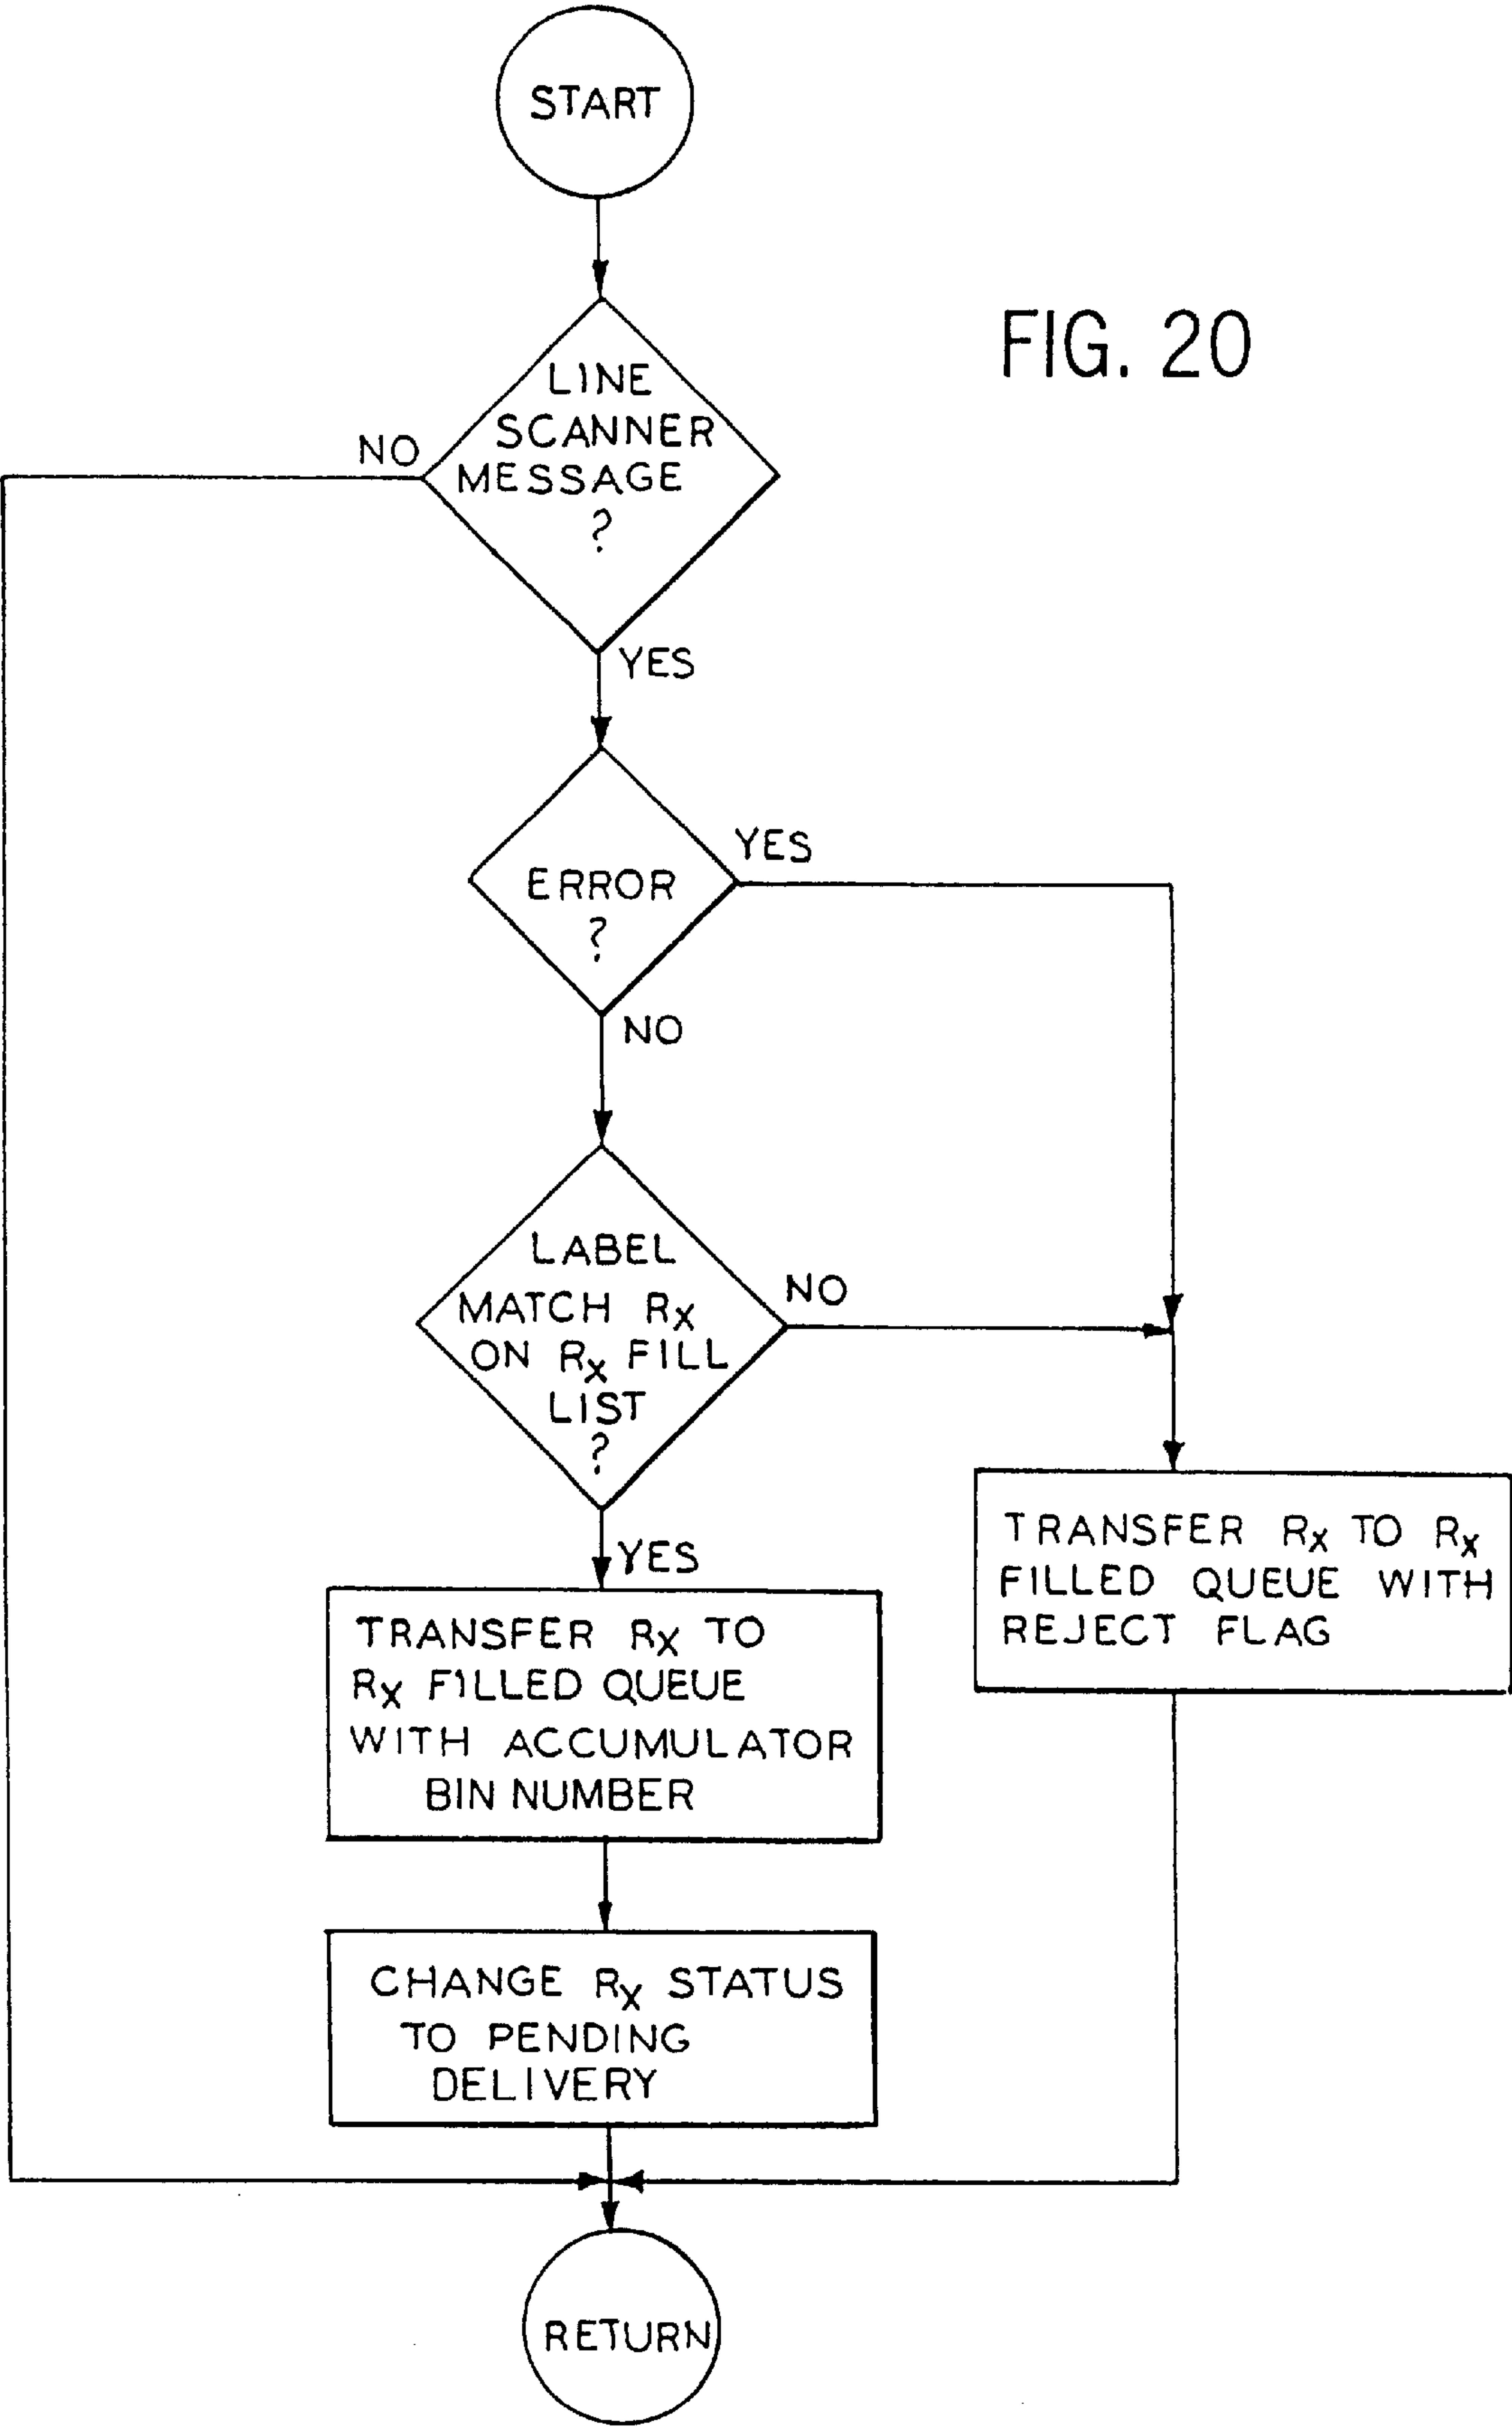 START
FIG. 20
LINE
SCANNER
MESSAGE
?
NO
YES
ERROR
?
YES
NO
LABEL
MATCH Rx
ON Rx FILL
LIST
?
NO
YES
TRANSFER Rx TO Rx
FILLED QUEUE WITH
REJECT FLAG
TRANSFER Rx TO
Rx FILLED QUEUE
WITH ACCUMULATOR
BIN NUMBER
CHANGE Rx STATUS
TO PENDING
DELIVERY
RETURN